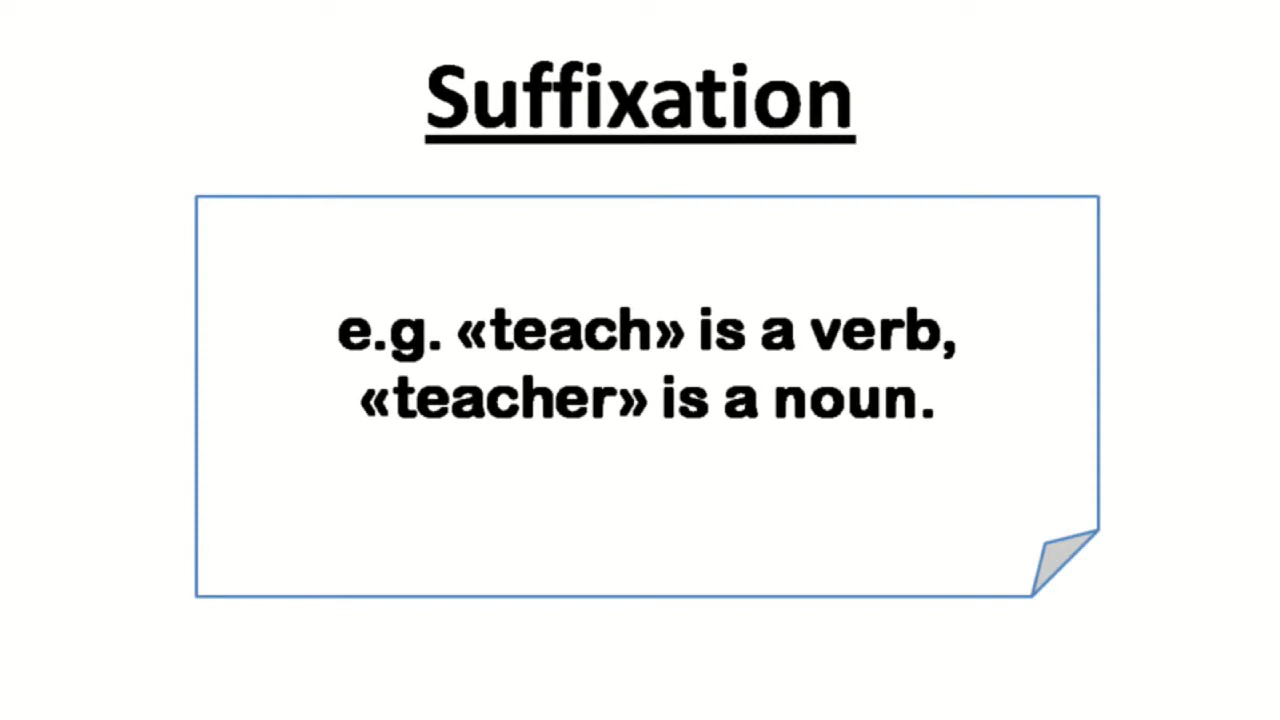 Suffixation
e.g. «teach» is a verb,
«teacher» is a noun.